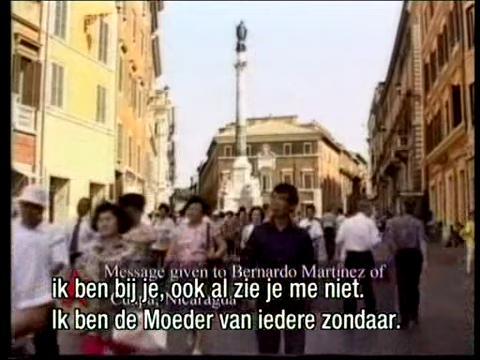 Message given to Bernardo Martínez of
Cuapa, Nicaragua
ik ben bij je, ook al zie je me niet.
Ik ben de Moeder van iedere zondaar.